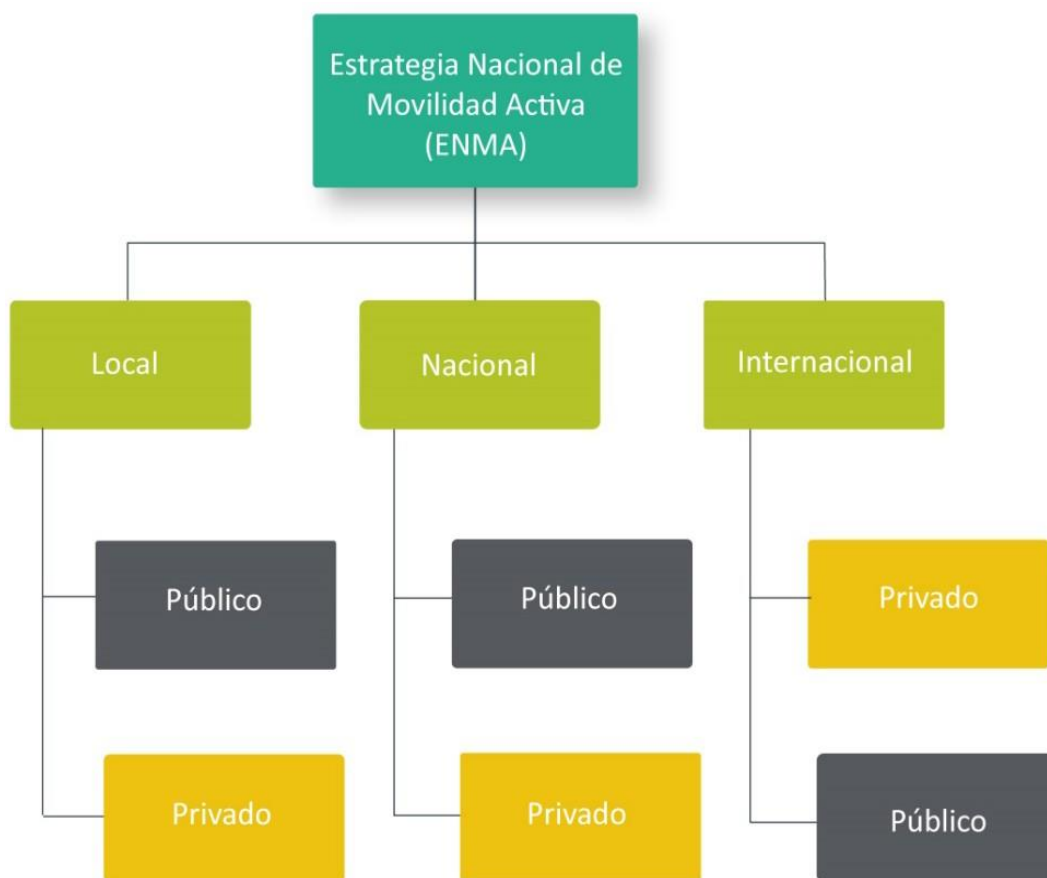 Estrategia Nacional de
Movilidad Activa
(ENMA)
Local
Nacional
Internacional
Público
Público
Privado
Privado
Privado
Público